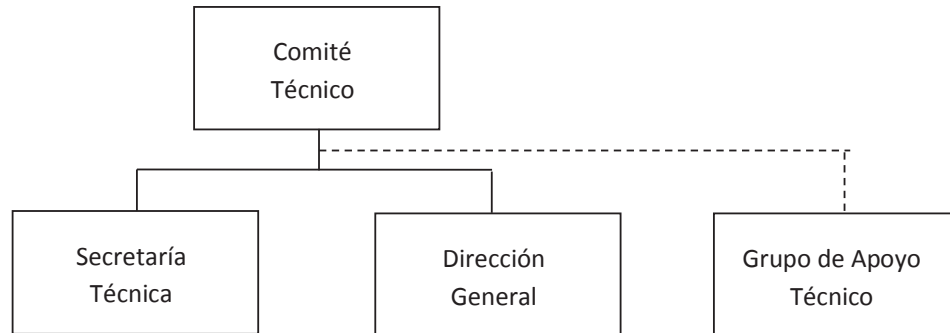 Comité
Técnico
Secretaría
Técnica
Dirección
General
Grupo de Apoyo
Técnico